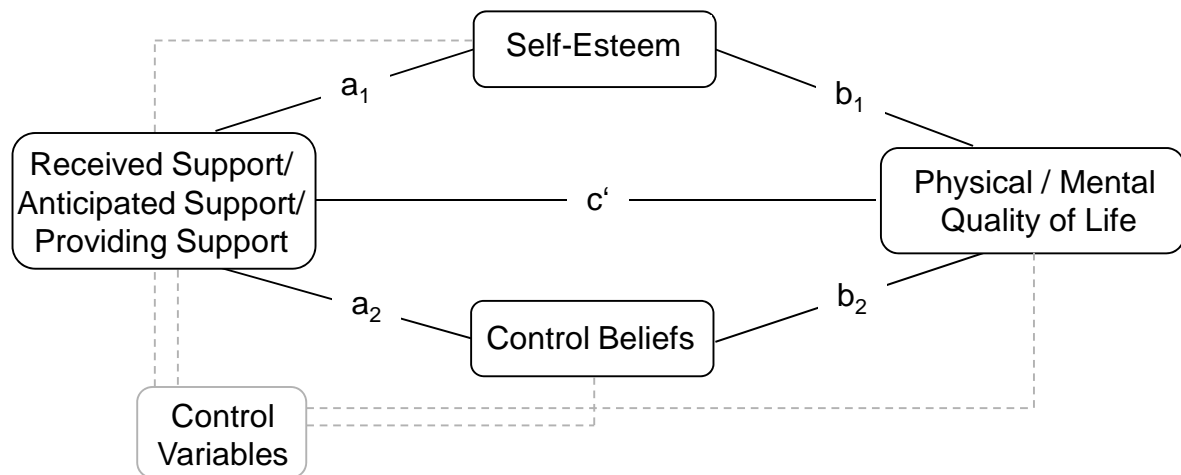 Self-Esteem
a₁
b₁
Received Support/
Anticipated Support/
Providing Support
c‘
Physical / Mental
Quality of Life
a₂
b₂
Control Beliefs
Control
Variables